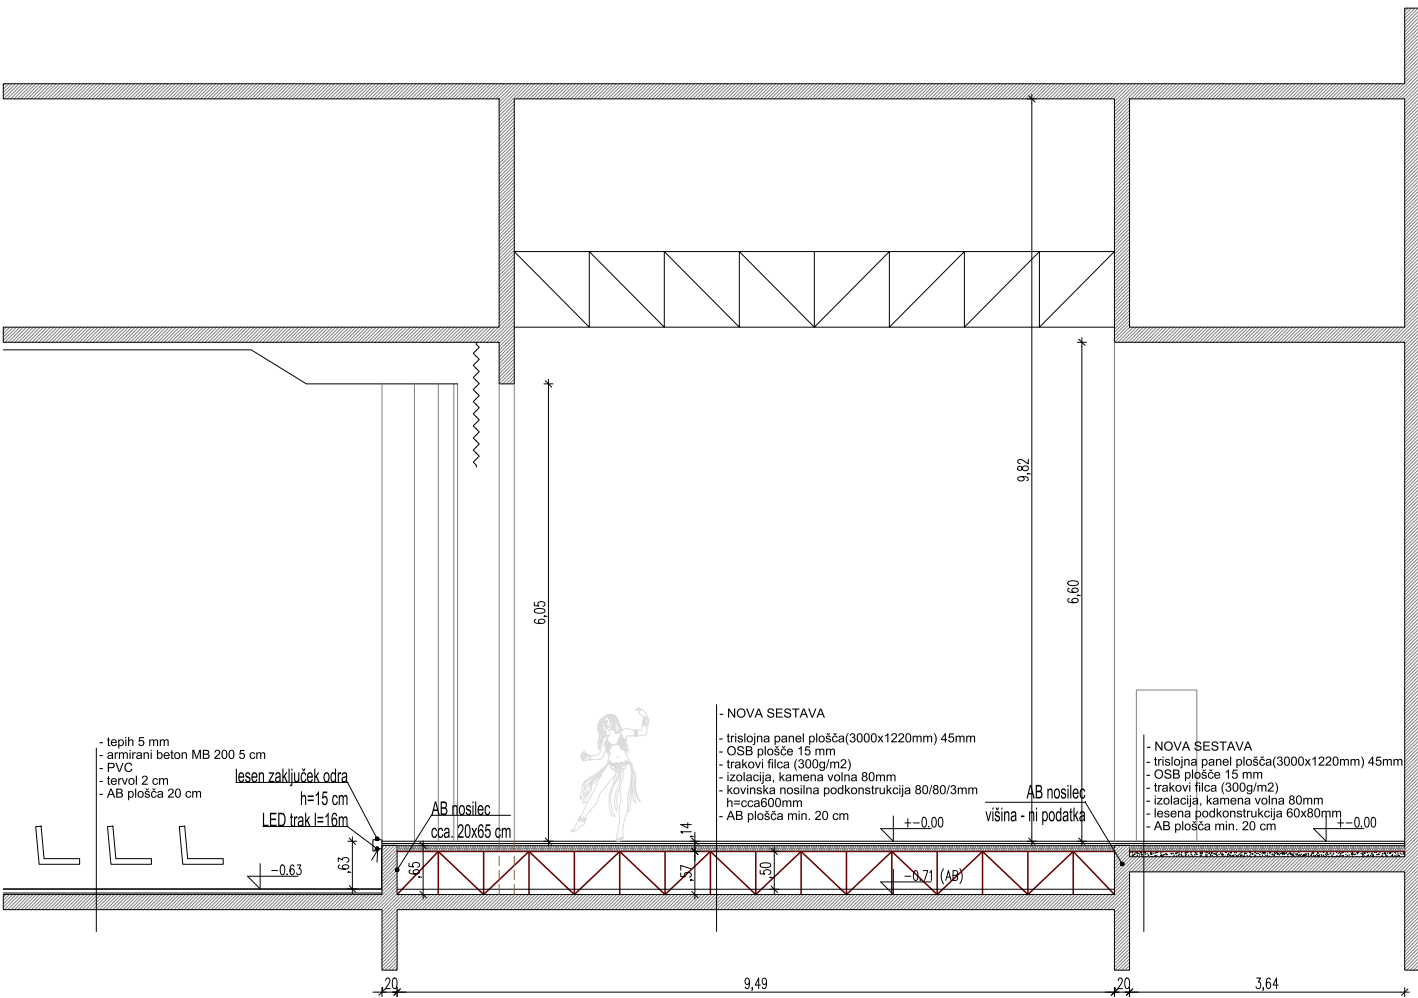 9,82
6,05
6,60
- tepih 5 mm
- armirani beton MB 200 5 cm
- PVC
- tervol 2 cm
- AB plošča 20 cm
lesen zaključek odra
h=15 cm
LED trak l=16m
AB nosilec
cca. 20x65 cm
- NOVA SESTAVA
- trislojna panel plošča(3000x1220mm) 45mm
- OSB plošče 15 mm
- trakovi filca (300g/m2)
- izolacija, kamena volna 80mm
- kovinska nosilna podkonstrukcija 80/80/3mm
h=cca600mm
- AB plošča min. 20 cm
AB nosilec
višina - ni podatka
- NOVA SESTAVA
- trislojna panel plošča(3000x1220mm) 45mm
- OSB plošče 15 mm
- trakovi filca (300g/m2)
- izolacija, kamena volna 80mm
- lesena podkonstrukcija 60x80mm
- AB plošča min. 20 cm
+-0.00
+-0.00
,14
-0.63
,63
,65
,57
,50
-0.71 (AB)
,20
9,49
,20
3,64